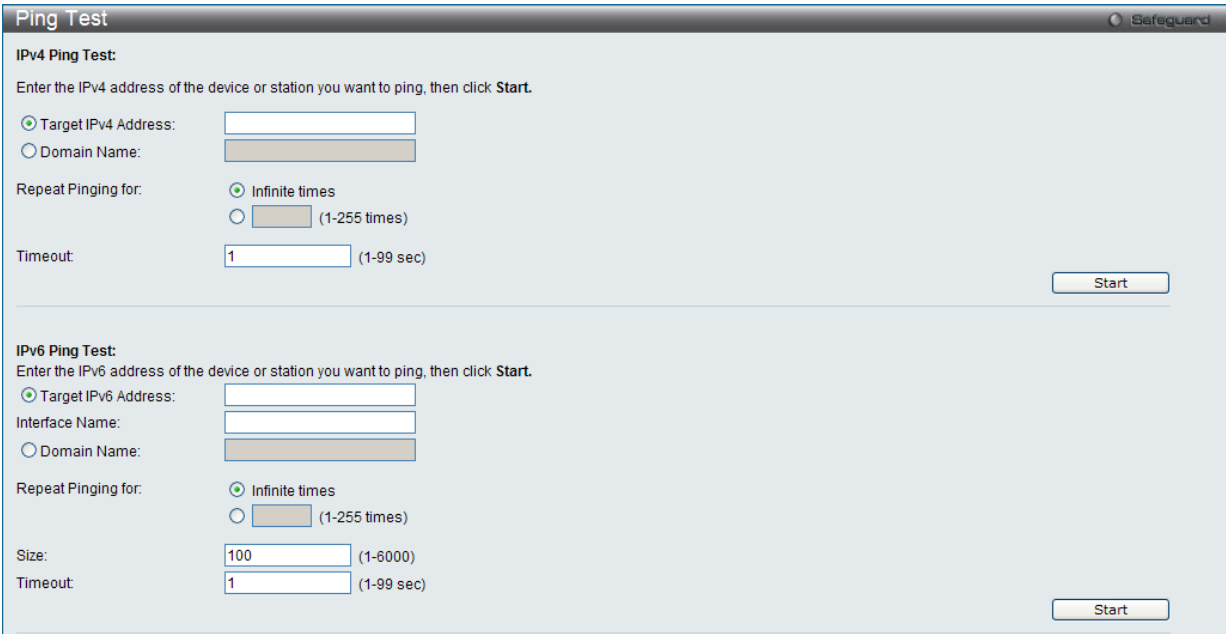 Ping Test
Safeguard
IPv4 Ping Test:
Enter the IPv4 address of the device or station you want to ping, then click Start.
Target IPv4 Address:
Domain Name:
Repeat Pinging for: Infinite times
(1-255 times)
Timeout: 1 (1-99 sec)
Start
IPv6 Ping Test:
Enter the IPv6 address of the device or station you want to ping, then click Start.
Target IPv6 Address:
Interface Name:
Domain Name:
Repeat Pinging for: Infinite times
(1-255 times)
Size: 100 (1-6000)
Timeout: 1 (1-99 sec)
Start